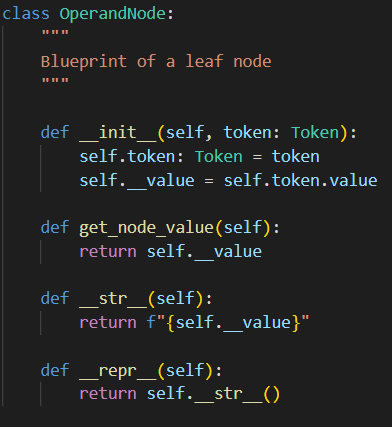 class OperandNode:
    """
    Blueprint of a leaf node
    """

    def __init__(self, token: Token):
        self.token: Token = token
        self.__value = self.token.value

    def get_node_value(self):
        return self.__value

    def __str__(self):
        return f"{self.__value}"

    def __repr__(self):
        return self.__str__()